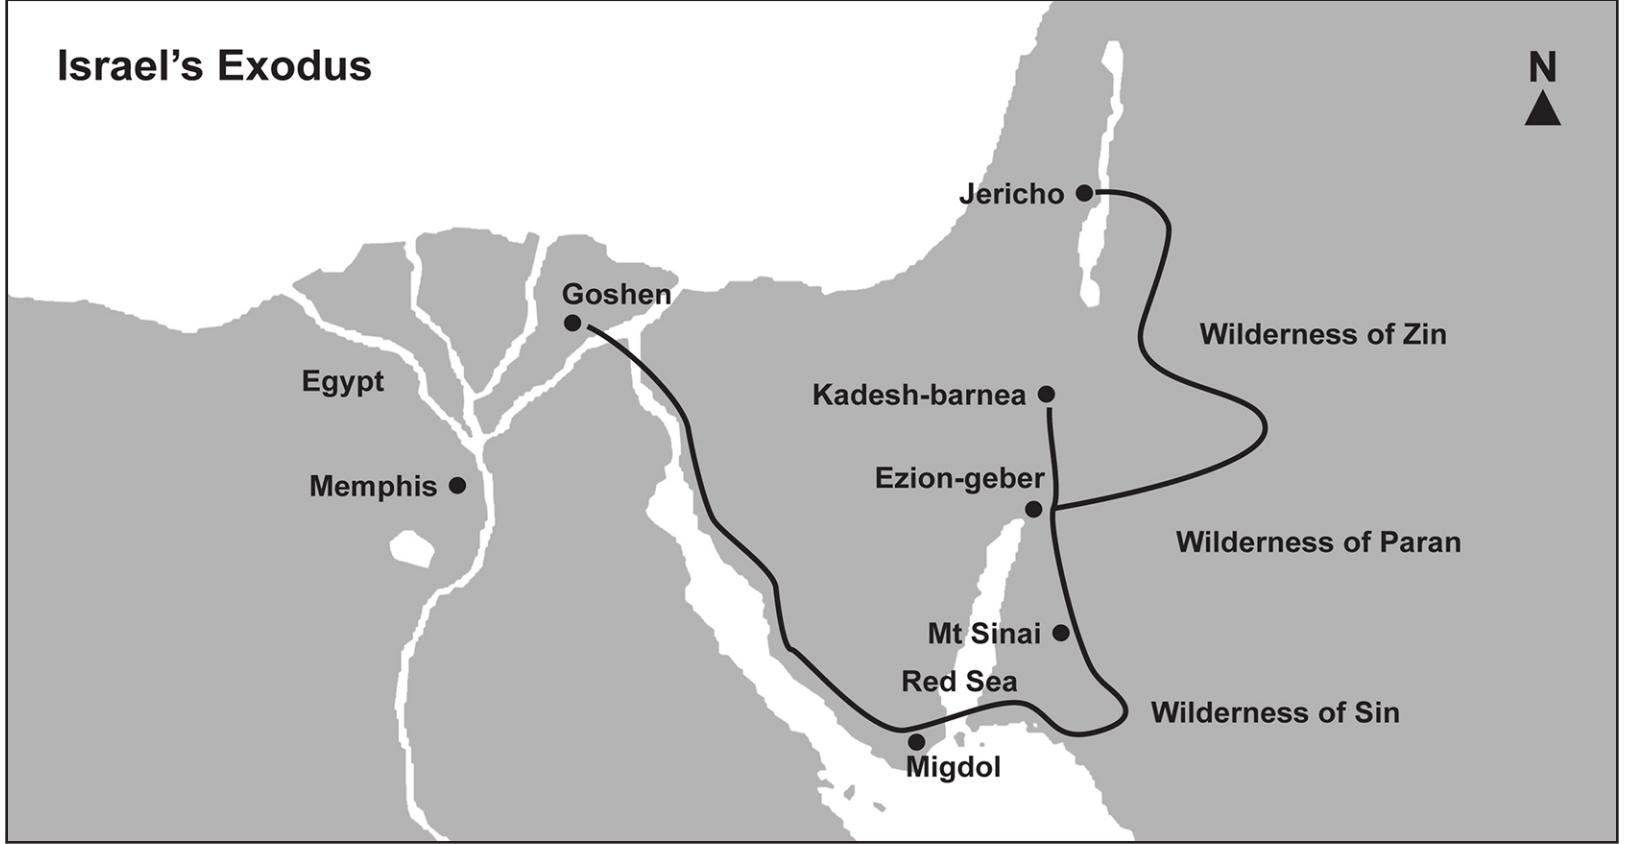 Israel’s Exodus
N
Jericho
Goshen
Wilderness of Zin
Egypt
Kadesh-barnea
Ezion-geber
Memphis
Wilderness of Paran
Mt Sinai
Red Sea
Wilderness of Sin
Migdol